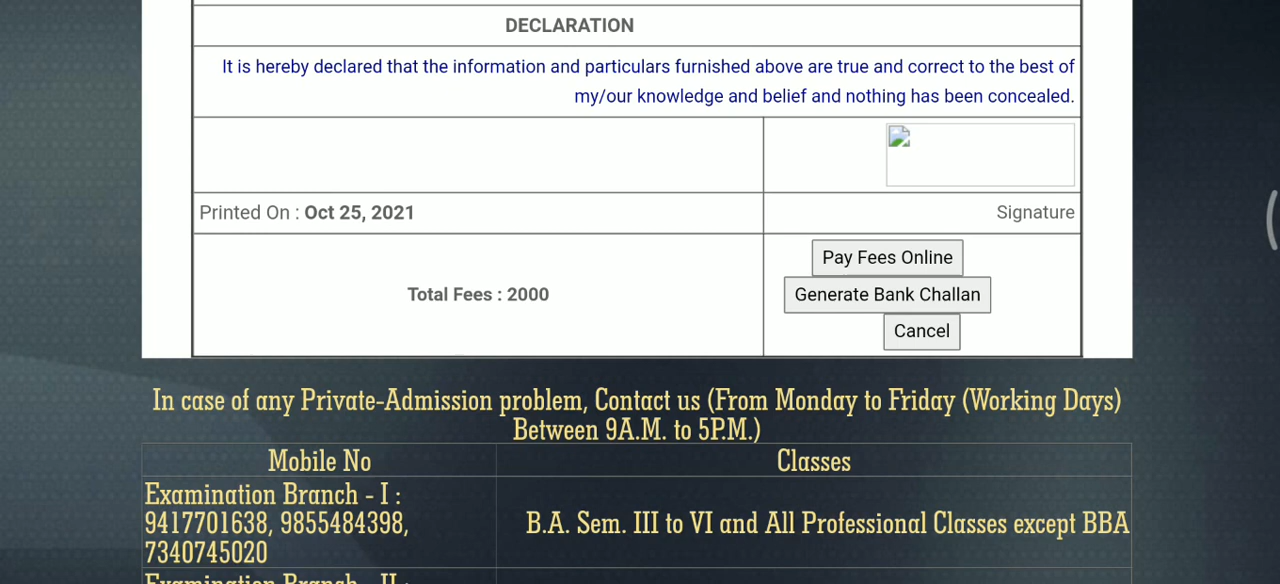 DECLARATION
It is hereby declared that the information and particulars furnished above are true and correct to the best of
my/our knowledge and belief and nothing has been concealed.
Printed On : Oct 25, 2021
Signature
Total Fees : 2000
Pay Fees Online
Generate Bank Challan
Cancel
In case of any Private-Admission problem, Contact us (From Monday to Friday (Working Days)
Between 9A.M. to 5P.M.)
Mobile No
Classes
Examination Branch - I :
9417701638, 9855484398,
7340745020
B.A. Sem. III to VI and All Professional Classes except BBA
Examination Branch - II :